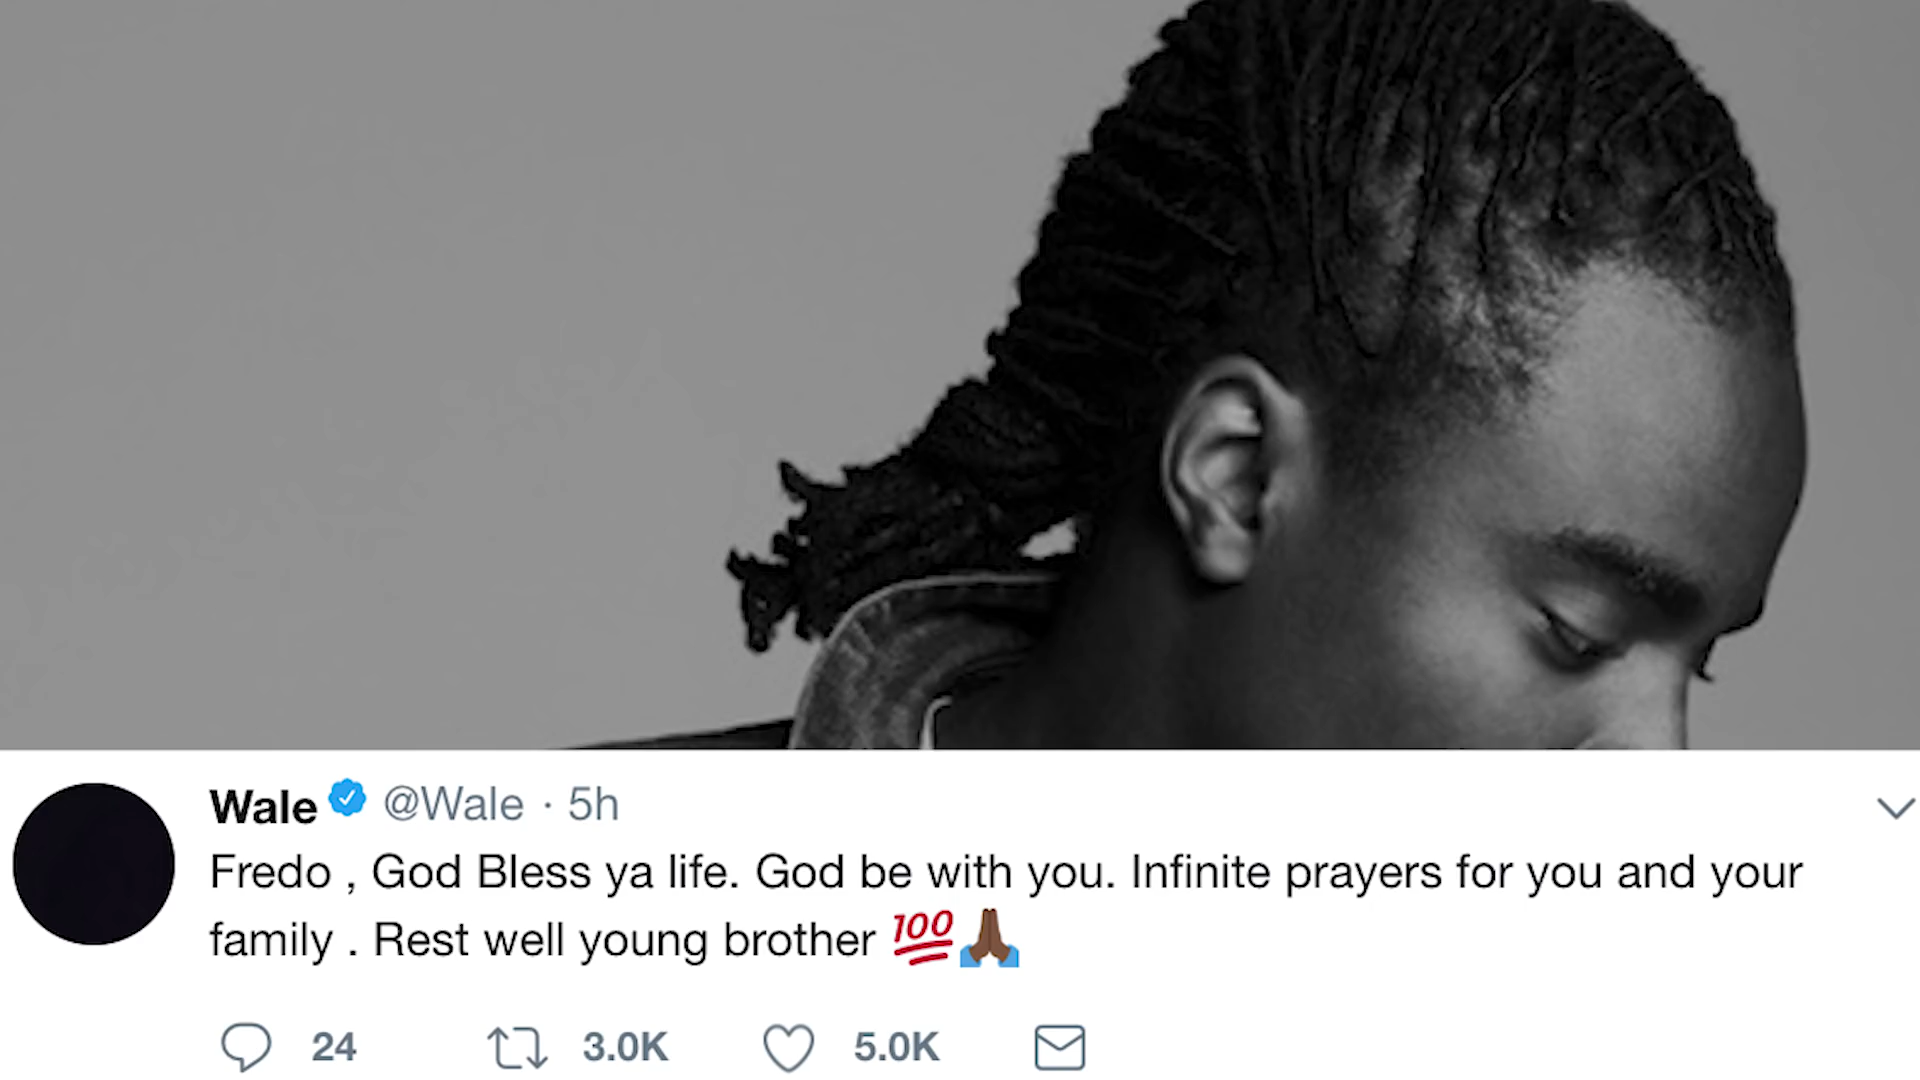 Wale @Wale · 5h
Fredo , God Bless ya life. God be with you. Infinite prayers for you and your
family . Rest well young brother 💯🙏🏾
24 3.0K 5.0K